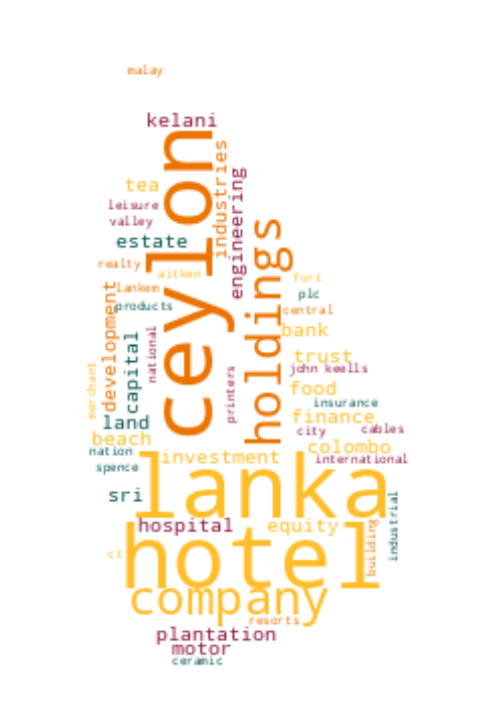 malay
kelani
ceylon
industries
engineering
tea
leisure
valley
estate
holdings
realty
aitken
lankem
products
fort
plc
central
development
capital
national
bank
trust
john keells
merchant
printers
food
insurance
finance
land
city
cables
beach
colombo
nation
investment
international
spence
lanka
sri
industrial
hospital
equity
building
hotel
ct
company
resorts
plantation
motor
ceramic